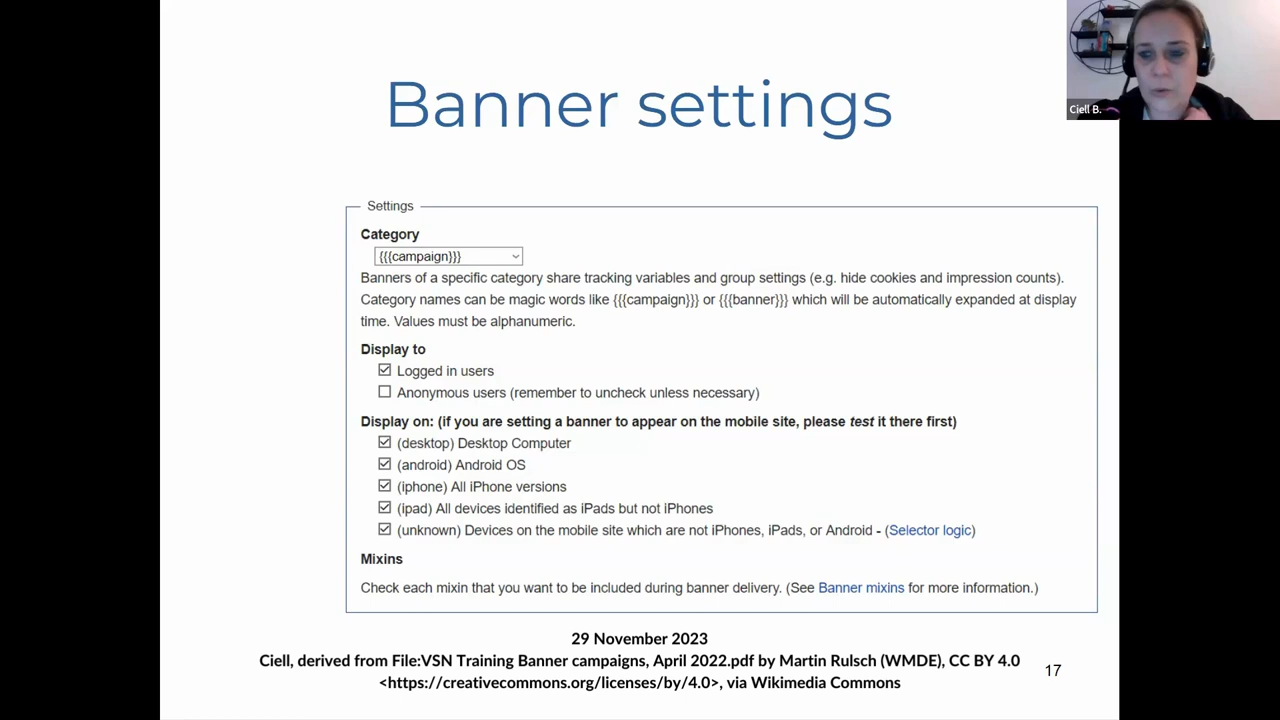 Banner settings
Ciell B.
Settings
Category
{{{campaign}}}
Banners of a specific category share tracking variables and group settings (e.g. hide cookies and impression counts).
Category names can be magic words like {{{campaign}}} or {{{banner}}} which will be automatically expanded at display
time. Values must be alphanumeric.
Display to
Logged in users
Anonymous users (remember to uncheck unless necessary)
Display on: (if you are setting a banner to appear on the mobile site, please test it there first)
(desktop) Desktop Computer
(android) Android OS
(iphone) All iPhone versions
(ipad) All devices identified as iPads but not iPhones
(unknown) Devices on the mobile site which are not iPhones, iPads, or Android - (Selector logic)
Mixins
Check each mixin that you want to be included during banner delivery. (See Banner mixins for more information.)
29 November 2023
Ciell, derived from File:VSN Training Banner campaigns, April 2022.pdf by Martin Rulsch (WMDE), CC BY 4.0
<https://creativecommons.org/licenses/by/4.0>, via Wikimedia Commons
17